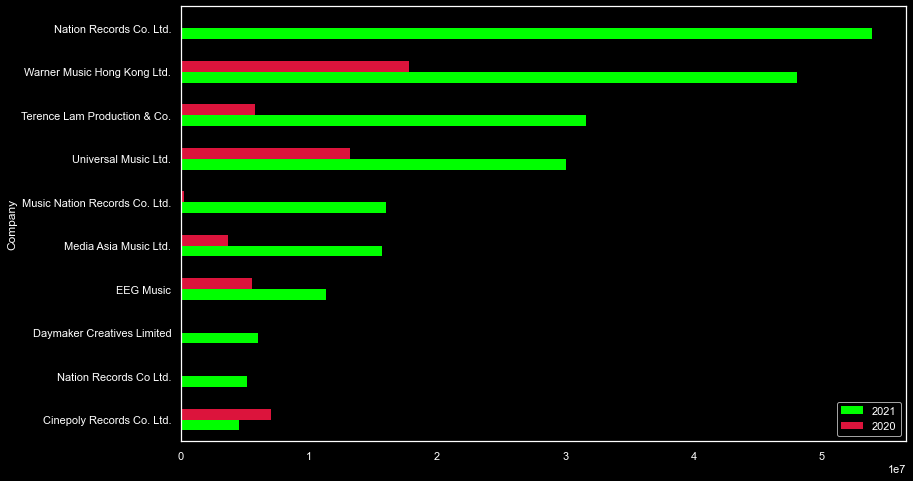 Nation Records Co. Ltd.
Warner Music Hong Kong Ltd.
Terence Lam Production & Co.
Universal Music Ltd.
Music Nation Records Co. Ltd.
Media Asia Music Ltd.
EEG Music
Daymaker Creatives Limited
Nation Records Co Ltd.
Cinepoly Records Co. Ltd.
Company
2021
2020
0 1 2 3 4 5
1e7